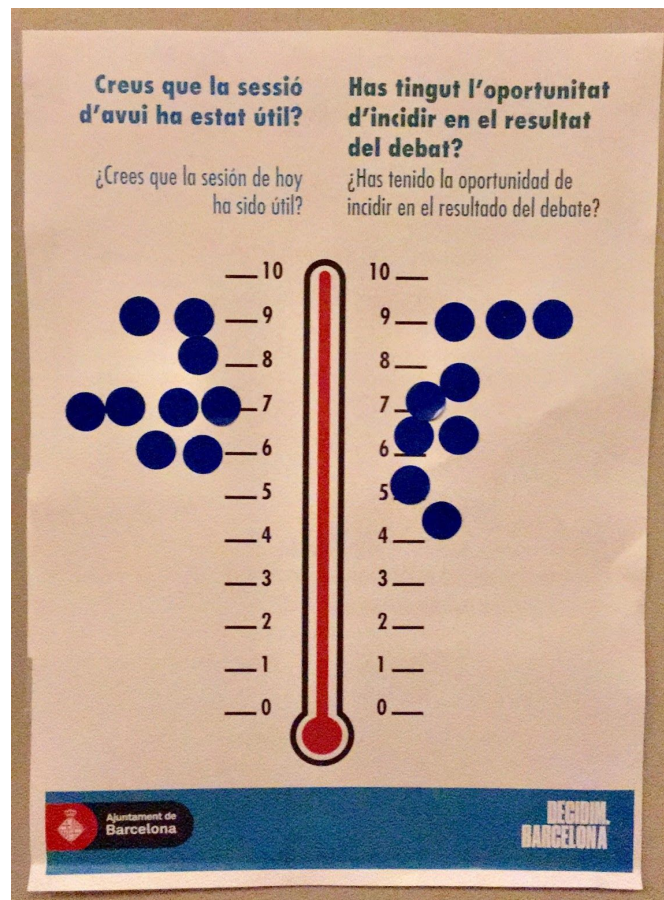 Creus que la sessió
d'avui ha estat útil?
¿Crees que la sesión de hoy
ha sido útil?
Has tingut l'oportunitat
d'incidir en el resultat
del debat?
¿Has tenido la oportunidad de
incidir en el resultado del debate?
10 10
9 9
8 8
7 7
6 6
5 5
4 4
3 3
2 2
1 1
0 0
Ajuntament de
Barcelona
DECIDIM.
BARCELONA